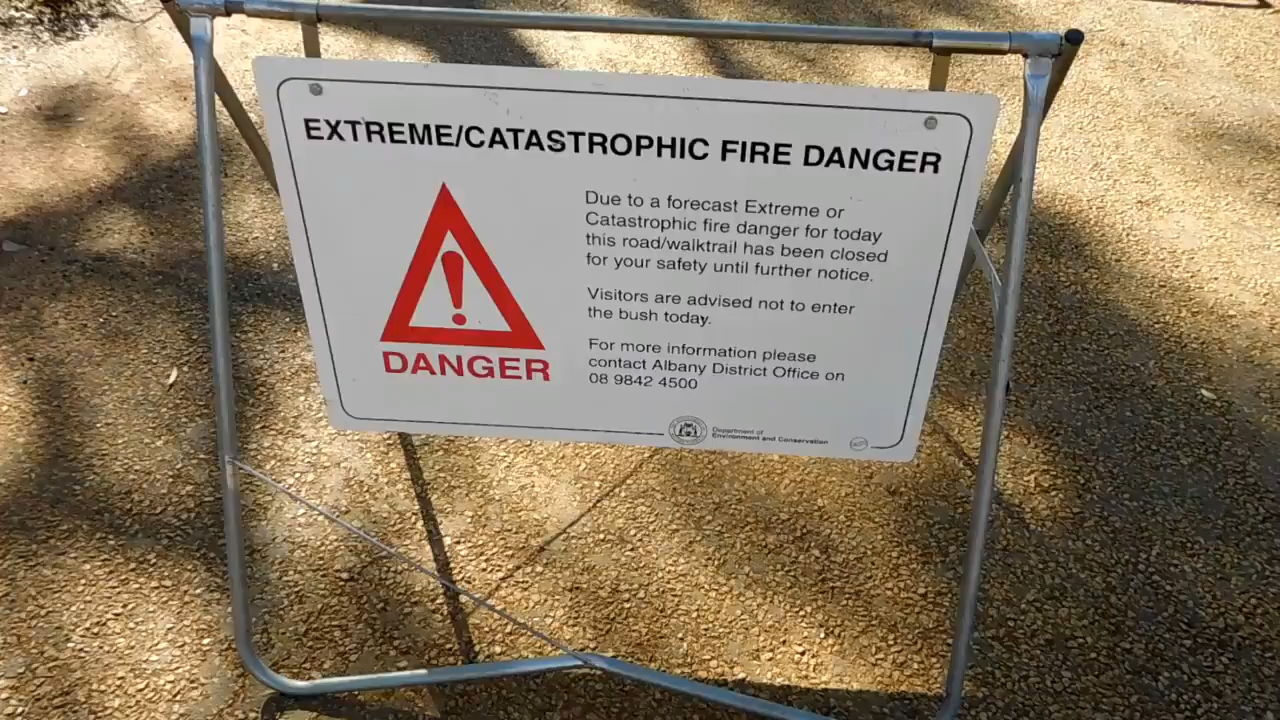 EXTREME/CATASTROPHIC FIRE DANGER
DANGER
Due to a forecast Extreme or
Catastrophic fire danger for today
this road/walktrail has been closed
for your safety until further notice.
Visitors are advised not to enter
the bush today.
For more information please
contact Albany District Office on
08 9842 4500
Department of
Environment and Conservation